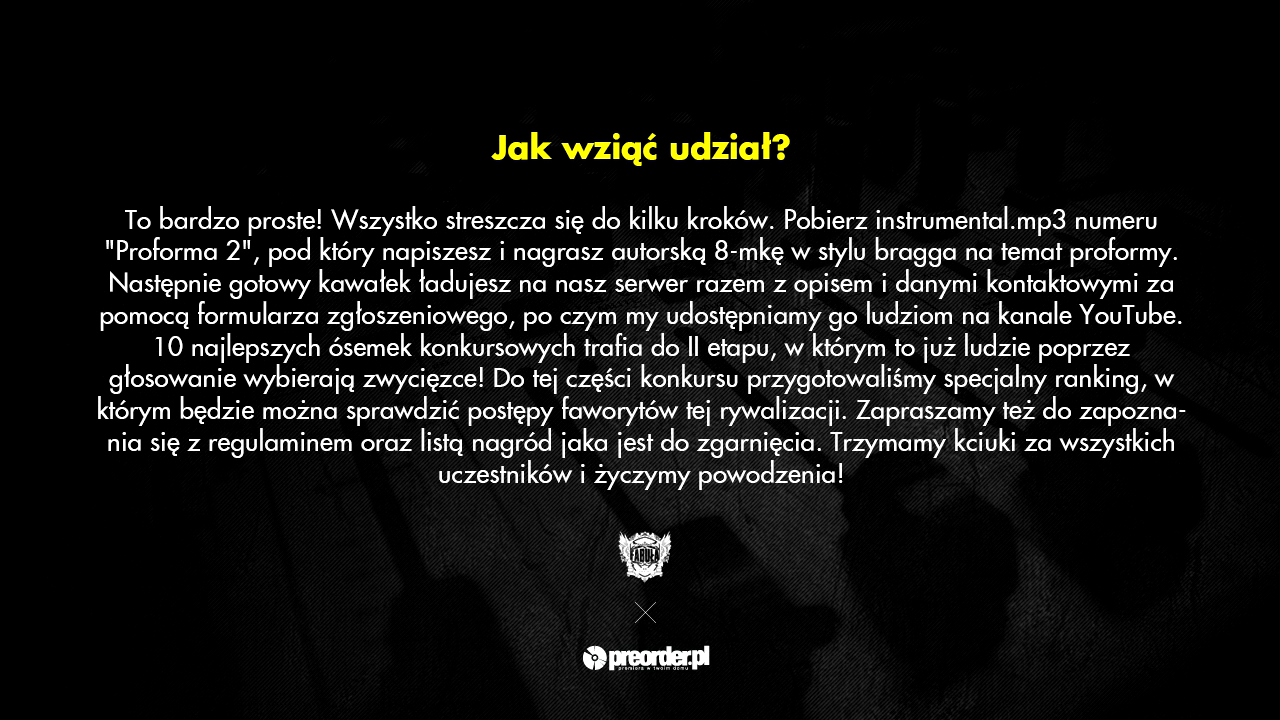 Jak wziąć udział?
To bardzo proste! Wszystko streszcza się do kilku kroków. Pobierz instrumental.mp3 numeru
"Proforma 2", pod który napiszesz i nagrasz autorską 8-mkę w stylu bragga na temat proformy.
Następnie gotowy kawałek ładujesz na nasz serwer razem z opisem i danymi kontaktowymi za
pomocą formularza zgłoszeniowego, po czym my udostępniamy go ludziom na kanale YouTube.
10 najlepszych ósemek konkursowych trafia do II etapu, w którym to już ludzie poprzez
głosowanie wybierają zwycięzce! Do tej części konkursu przygotowaliśmy specjalny ranking, w
którym będzie można sprawdzić postępy faworytów tej rywalizacji. Zapraszamy też do zapozna-
nia się z regulaminem oraz listą nagród jaka jest do zgarnięcia. Trzymamy kciuki za wszystkich
uczestników i życzymy powodzenia!
FABUŁA
preorder.pl
premiera w twoim domu